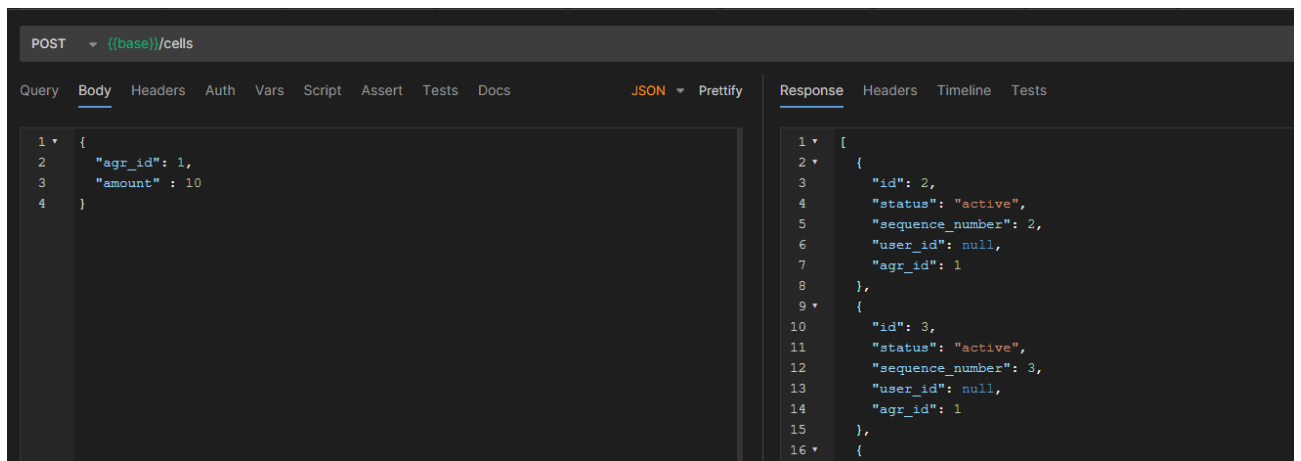 POST {{base}}/cells
Query Body Headers Auth Vars Script Assert Tests Docs JSON Prettify
1 {
2 "agr_id": 1,
3 "amount" : 10
4 }
Response Headers Timeline Tests
1 [
2 {
3 "id": 2,
4 "status": "active",
5 "sequence_number": 2,
6 "user_id": null,
7 "agr_id": 1
8 },
9 {
10 "id": 3,
11 "status": "active",
12 "sequence_number": 3,
13 "user_id": null,
14 "agr_id": 1
15 },
16 {